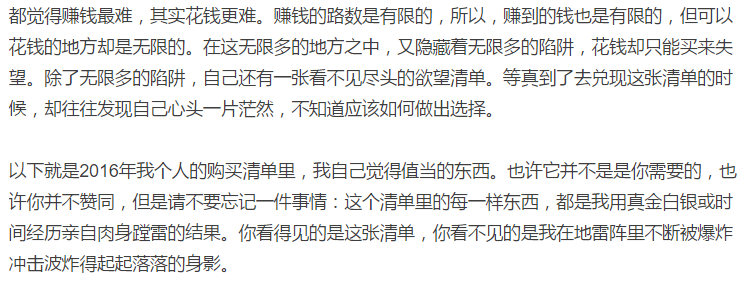 都觉得赚钱最难，其实花钱更难。赚钱的路数是有限的，所以，赚到的钱也是有限的，但可以
花钱的地方却是无限的。在这无限多的地方之中，又隐藏着无限多的陷阱，花钱却只能买来失
望。除了无限多的陷阱，自己还有一张看不见尽头的欲望清单。等真到了去兑现这张清单的时
候，却往往发现自己心头一片茫然，不知道应该如何做出选择。
以下就是2016年我个人的购买清单里，我自己觉得值当的东西。也许它并不是是你需要的，也
许你并不赞同，但是请不要忘记一件事情：这个清单里的每一样东西，都是我用真金白银或时
间经历亲自肉身蹚雷的结果。你看得见的是这张清单，你看不见的是我在地雷阵里不断被爆炸
冲击波炸得起起落落的身影。